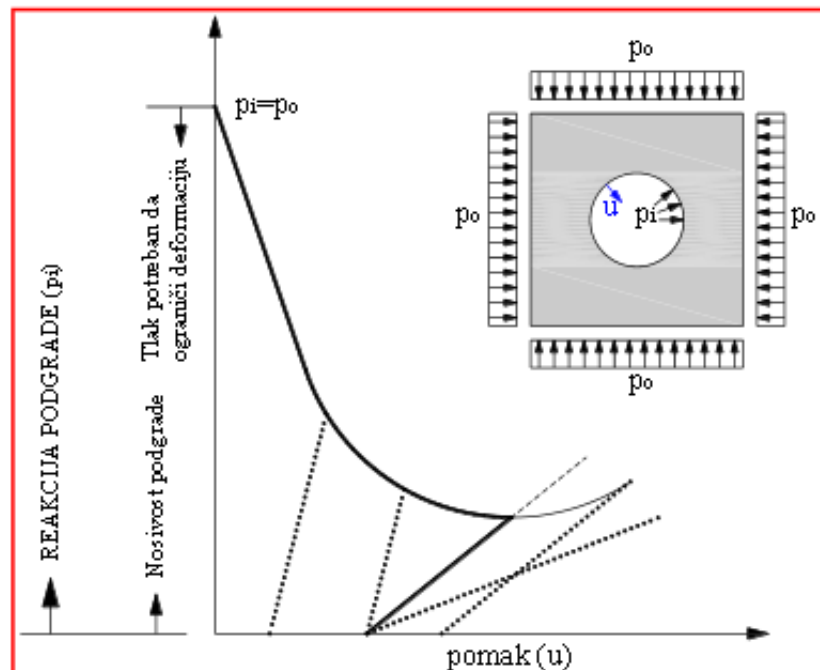 REAKCIJA PODGRADE (pi)
Nosivost podgrade
Tlak potreban da
ograniči deformaciju
pi=po
po
po
po
po
u
pi
pomak (u)